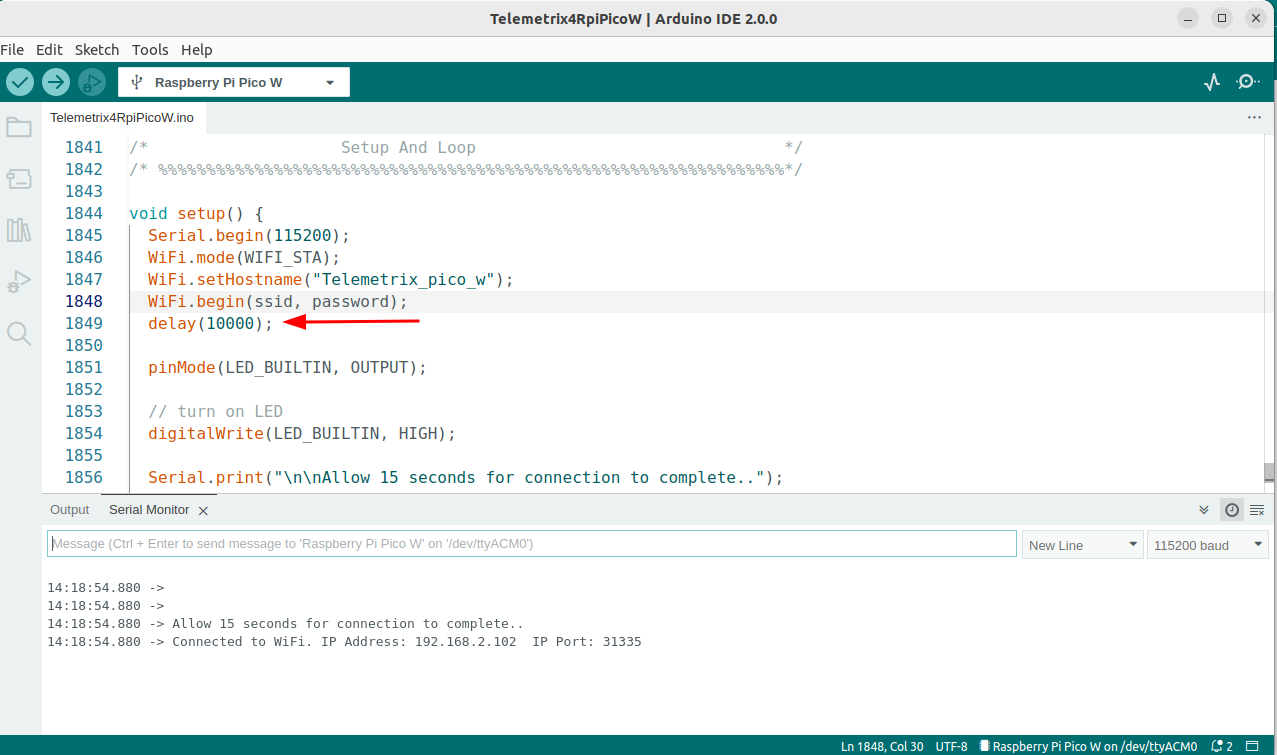 Telemetrix4RpiPicoW | Arduino IDE 2.0.0
File Edit Sketch Tools Help
Raspberry Pi Pico W
Telemetrix4RpiPicoW.ino
1841 /* Setup And Loop */
1842 /* %%%%%%%%%%%%%%%%%%%%%%%%%%%%%%%%%%%%%%%%%%%%%%%%%%%%%%%%%%%%%%%%%*/
1843
1844 void setup() {
1845 Serial.begin(115200);
1846 WiFi.mode(WIFI_STA);
1847 WiFi.setHostname("Telemetrix_pico_w");
1848 WiFi.begin(ssid, password);
1849 delay(10000);
1850
1851 pinMode(LED_BUILTIN, OUTPUT);
1852
1853 // turn on LED
1854 digitalWrite(LED_BUILTIN, HIGH);
1855
1856 Serial.print("\n\nAllow 15 seconds for connection to complete..");
Output Serial Monitor
Message (Ctrl + Enter to send message to 'Raspberry Pi Pico W' on '/dev/ttyACM0') New Line 115200 baud
14:18:54.880 ->
14:18:54.880 ->
14:18:54.880 -> Allow 15 seconds for connection to complete..
14:18:54.880 -> Connected to WiFi. IP Address: 192.168.2.102 IP Port: 31335
Ln 1848, Col 30 UTF-8 Raspberry Pi Pico W on /dev/ttyACM0 2